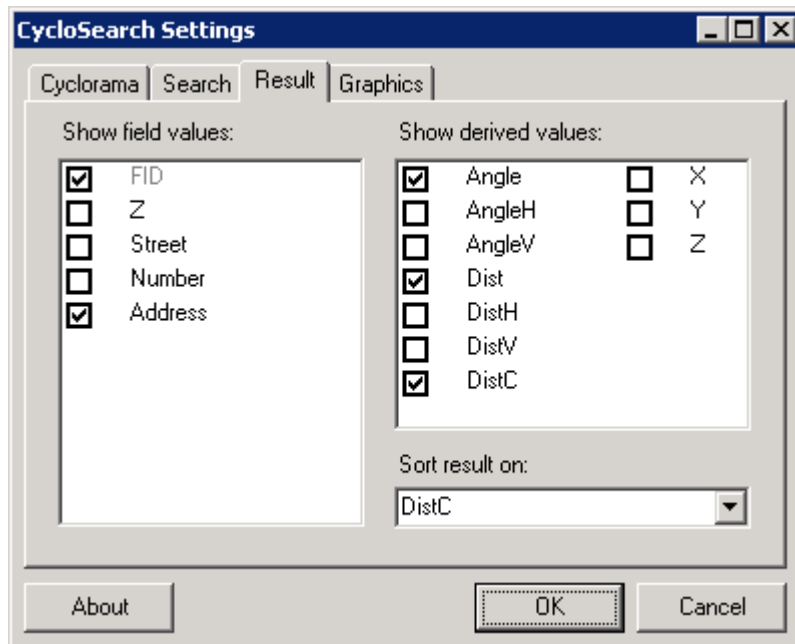 CycloSearch Settings
Cyclorama Search Result Graphics
Show field values:
FID
Z
Street
Number
Address
Show derived values:
Angle X
AngleH Y
AngleV Z
Dist
DistH
DistV
DistC
Sort result on:
DistC
About OK Cancel